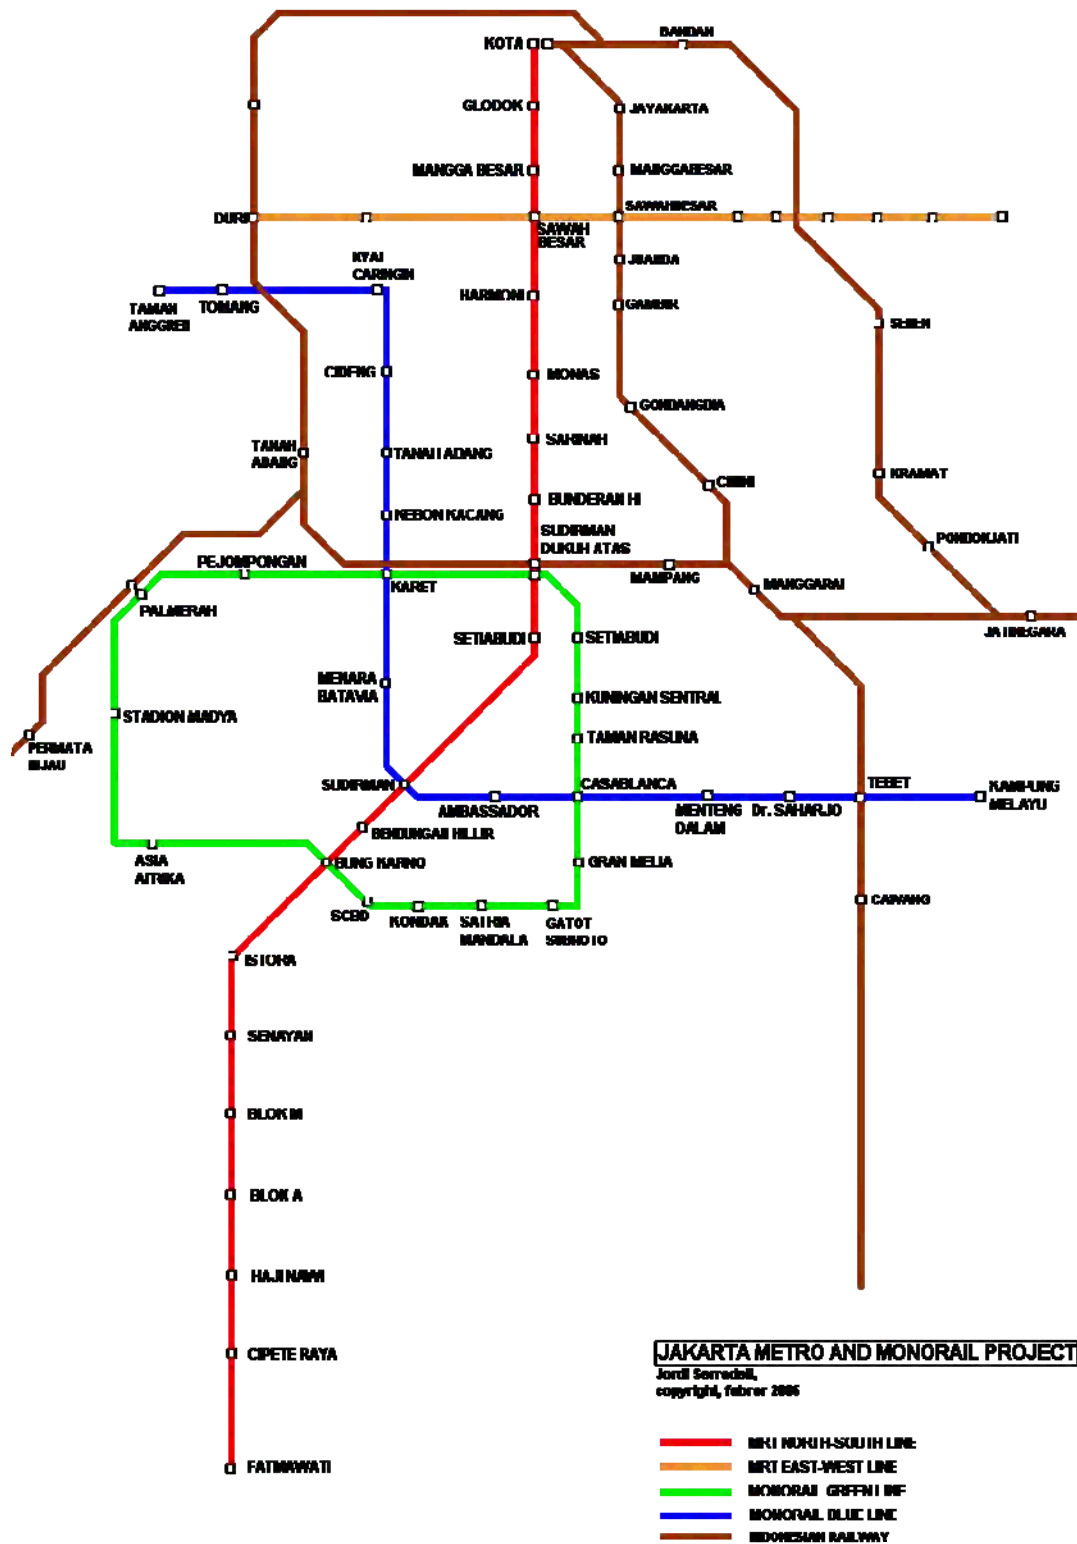 KOTA
BANDAN
GLODOK
JAYAKARTA
MANGGA BESAR
MANGGABESAR
SAWAHBESAR
DURI
SAWAH
BESAR
KYAI
CARINGIN
JUANDA
HARMONI
GAMBIR
TAMAN
ANGGREK
TOMANG
SENEN
CIDENG
MONAS
GONDANGDIA
SARINAH
TANAH
ABANG
TANAH ABANG
KRAMAT
CIKINI
BUNDERAN HI
KEBON KACANG
SUDIRMAN
DUKUH ATAS
PONDOKJATI
PEJOMPONGAN
KARET
MAMPANG
MANGGARAI
PALMERAH
SETIABUDI
SETIABUDI
JATINEGARA
MENARA
BATAVIA
KUNINGAN SENTRAL
STADION MADYA
TAMAN RASUNA
PERMATA
HIJAU
SUDIRMAN
CASABLANCA
TEBET
KAMPUNG
MELAYU
AMBASSADOR
MENTENG
DALAM
Dr. SAHARJO
BENDUNGAN HILLIR
ASIA
AFRIKA
BUNG KARNO
GRAN MELIA
CAWANG
SCBD
KONDAK
SATRIA
MANDALA
GATOT
SUBROTO
ISTORA
SENAYAN
BLOK M
BLOK A
HAJI NAWI
CIPETE RAYA
FATMAWATI
JAKARTA METRO AND MONORAIL PROJECT
Jordi Serradell,
copyright, febrer 2006
MRT NORTH-SOUTH LINE
MRT EAST-WEST LINE
MONORAIL GREEN LINE
MONORAIL BLUE LINE
INDONESIAN RAILWAY